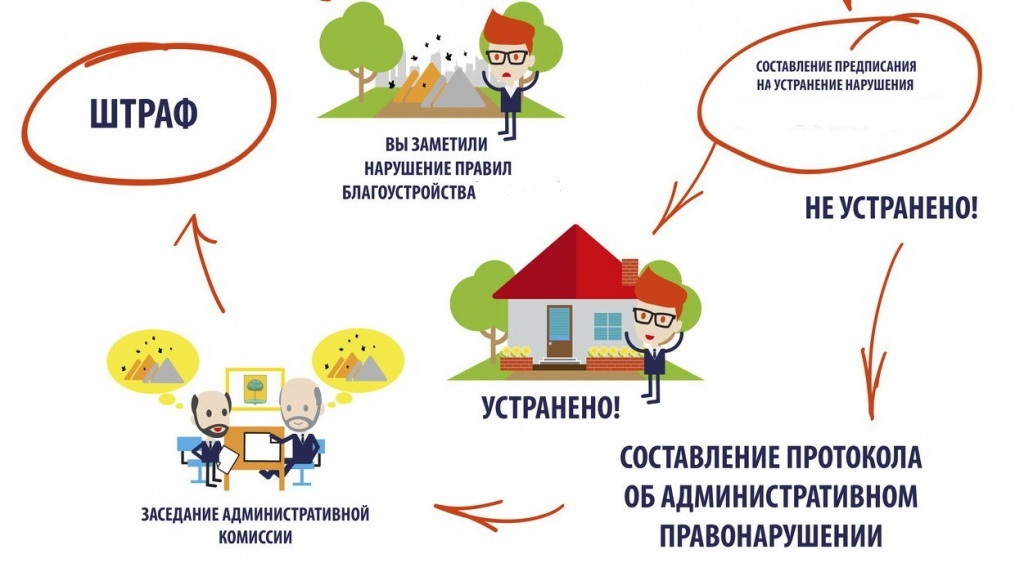 ШТРАФ
ВЫ ЗАМЕТИЛИ
НАРУШЕНИЕ ПРАВИЛ
БЛАГОУСТРОЙСТВА
СОСТАВЛЕНИЕ ПРЕДПИСАНИЯ
НА УСТРАНЕНИЕ НАРУШЕНИЯ
НЕ УСТРАНЕНО!
УСТРАНЕНО!
СОСТАВЛЕНИЕ ПРОТОКОЛА
ОБ АДМИНИСТРАТИВНОМ
ПРАВОНАРУШЕНИИ
ЗАСЕДАНИЕ АДМИНИСТРАТИВНОЙ
КОМИССИИ